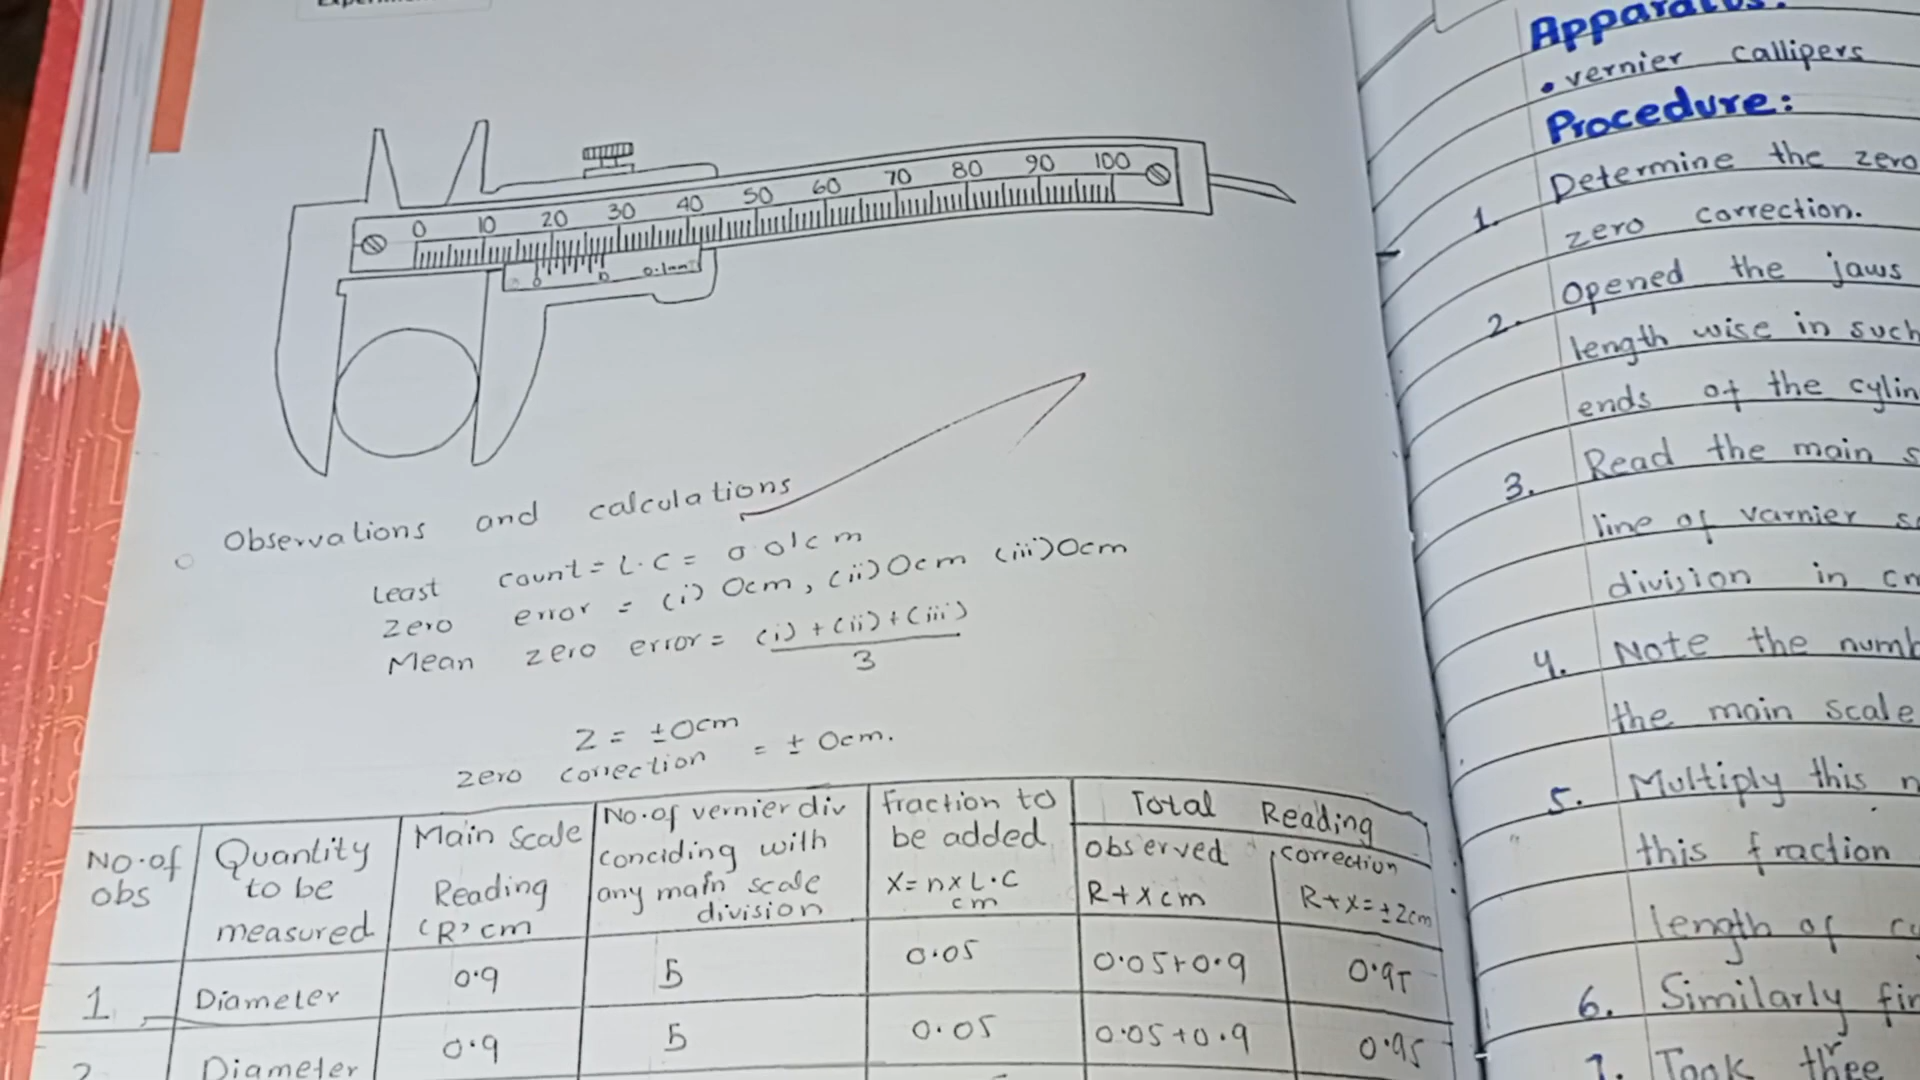 0 10 20 30 40 50 60 70 80 90 100
0.1mm
Observations and calculations
Least count = L.C = 0.01cm
Zero error = (i) 0cm, (ii) 0cm (iii) 0cm
Mean zero error = (i) + (ii) + (iii)
3
Z = ±0cm
zero correction = ± 0cm.
No.of
obs
Quantity
to be
measured
Main Scale
Reading
(R) cm
No.of vernier div
conciding with
any main scale
division
fraction to
be added
X=n×L.C
cm
Total Reading
observed
R+x cm
correction
R+x=±zcm
1 Diameter 0.9 5 0.05 0.05+0.9 0.95
2 Diameter 0.9 5 0.05 0.05+0.9 0.95
Apparatus:
• vernier callipers
Procedure:
1. Determine the zero
zero correction.
2. Opened the jaws
length wise in such
ends of the
3. Read the main
line of varnier
division in
4. Note the
the main scale
5. Multiply this
this fraction
length of
6. Similarly
7. Took three